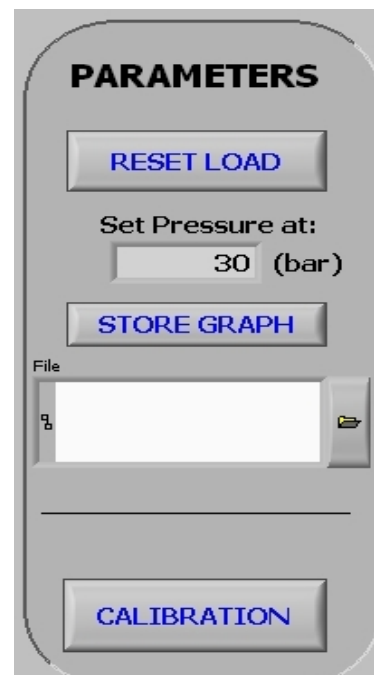 PARAMETERS
RESET LOAD
Set Pressure at:
30 (bar)
STORE GRAPH
File
CALIBRATION